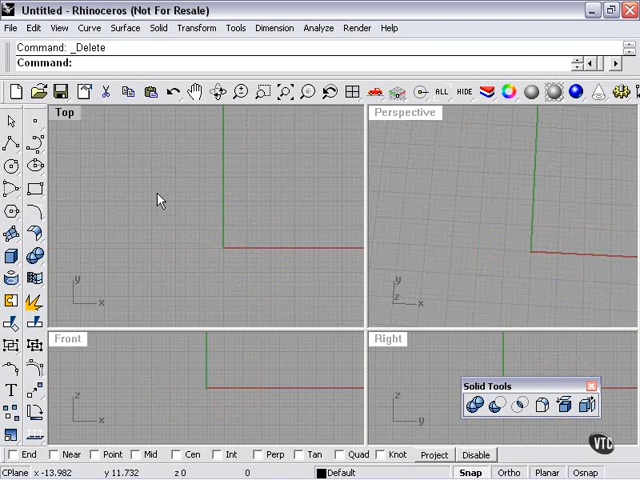 Untitled - Rhinoceros (Not For Resale)
File Edit View Curve Surface Solid Transform Tools Dimension Analyze Render Help
Command: _Delete
Command:
ALL HIDE
Top
Perspective
y
x
y
z
x
Front
Right
Solid Tools
z
x
z
y
T
VTC
End Near Point Mid Cen Int Perp Tan Quad Knot Project Disable
CPlane x -13.982 y 11.732 z 0 Default Snap Ortho Planar Osnap